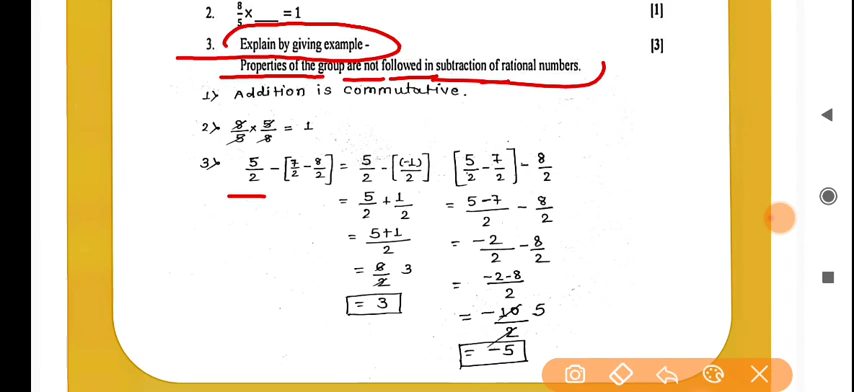 2. 8/5 × ___ = 1 [1]
3. Explain by giving example - [3]
Properties of the group are not followed in subtraction of rational numbers.
1) Addition is commutative.
2) 8/5 × 5/8 = 1
3) 5/2 - [7/2 - 8/2] = 5/2 - [(-1)/2]
= 5/2 + 1/2
= 5+1/2
= 6/2 3
= 3
[5/2 - 7/2] - 8/2
= 5-7/2 - 8/2
= -2/2 - 8/2
= -2-8/2
= -10/2 5
= -5